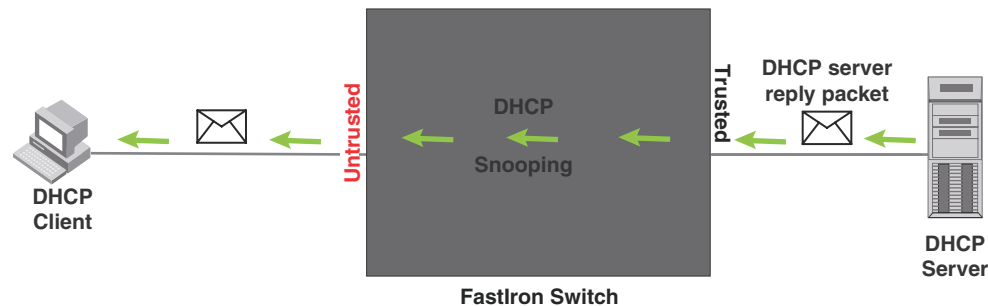 DHCP
Client
Untrusted
DHCP
Snooping
Trusted
DHCP server
reply packet
DHCP
Server
FastIron Switch